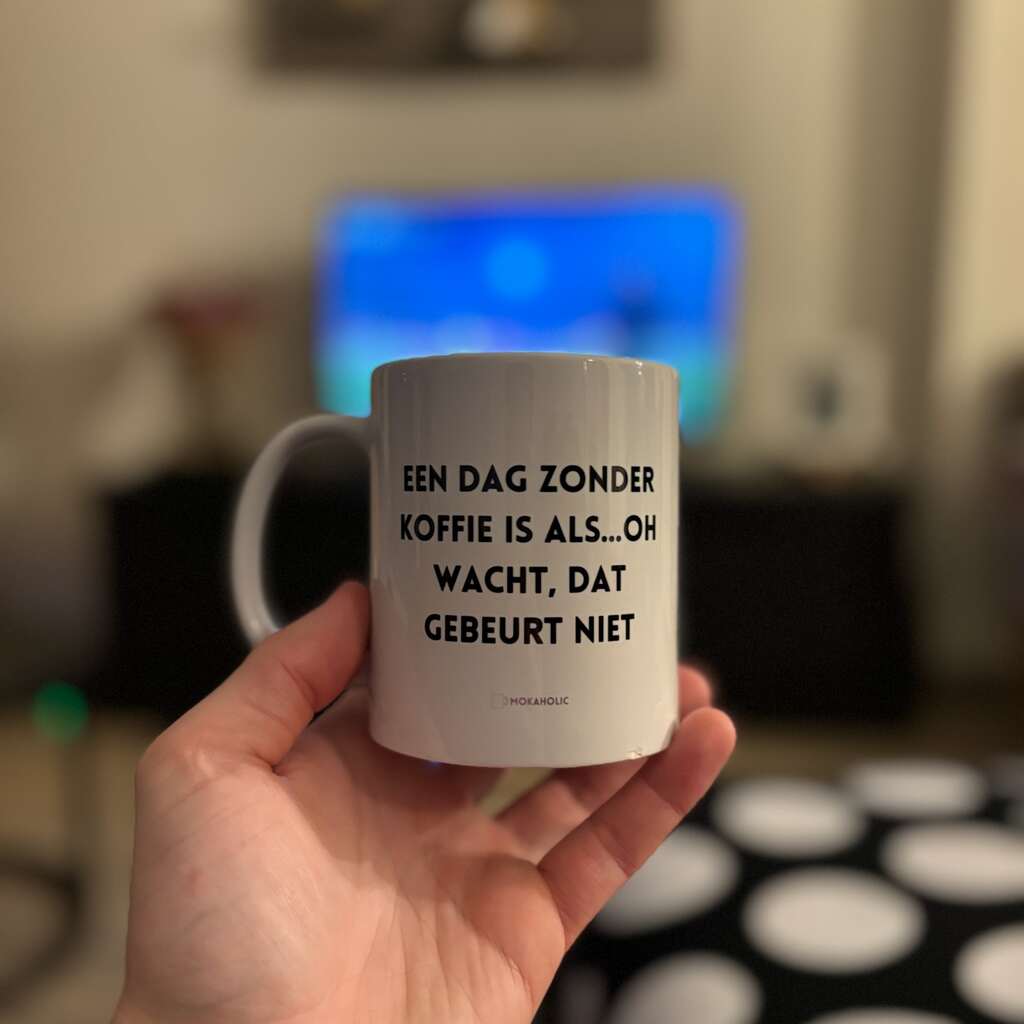 EEN DAG ZONDER
KOFFIE IS ALS...OH
WACHT, DAT
GEBEURT NIET
MOKAHOLIC